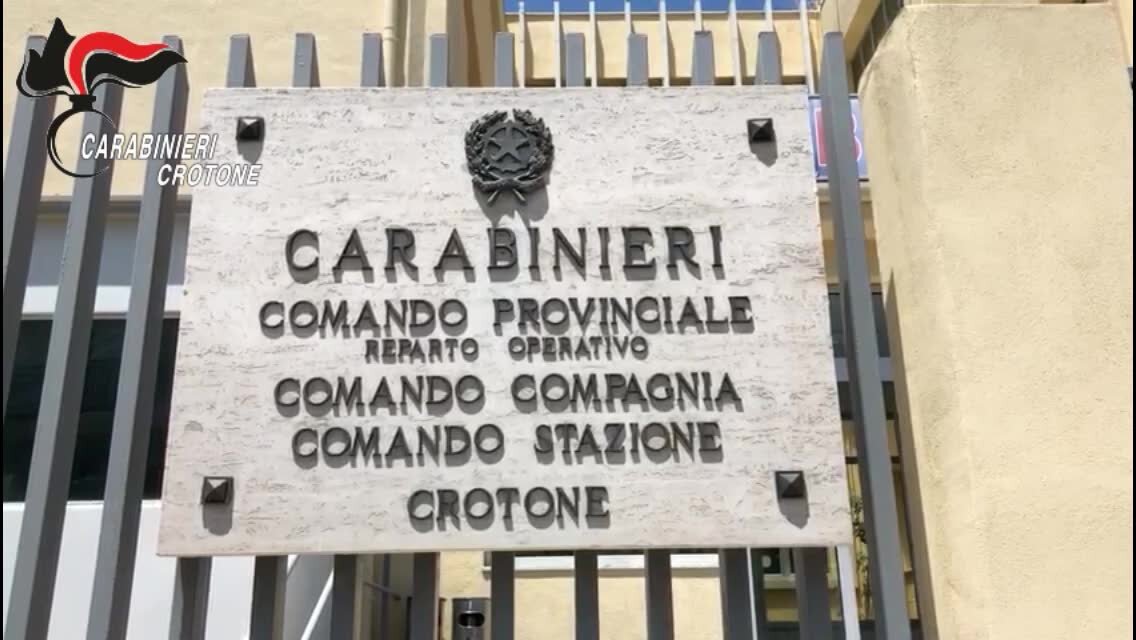 CARABINIERI
CROTONE
CARABINIERI
COMANDO PROVINCIALE
REPARTO OPERATIVO
COMANDO COMPAGNIA
COMANDO STAZIONE
CROTONE